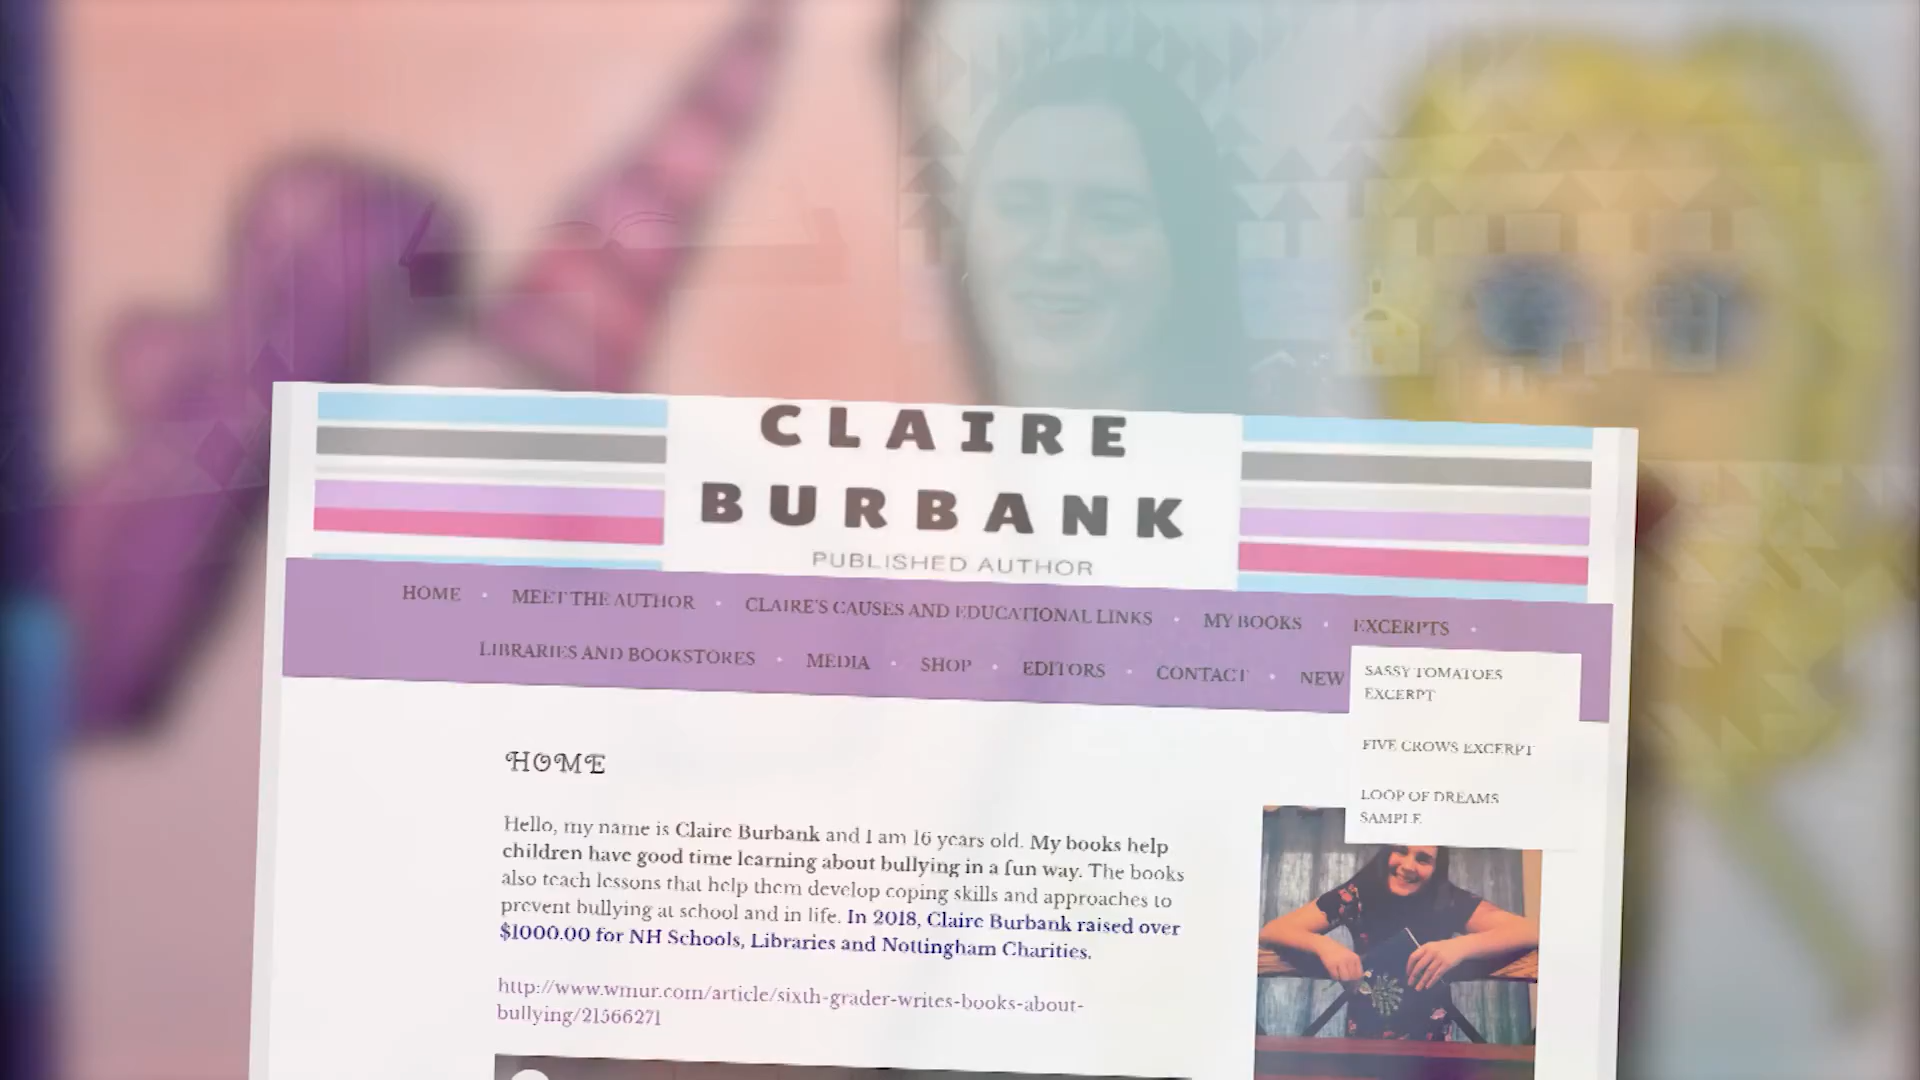 CLAIRE
BURBANK
PUBLISHED AUTHOR
HOME MEET THE AUTHOR CLAIRE'S CAUSES AND EDUCATIONAL LINKS MY BOOKS EXCERPTS
LIBRARIES AND BOOKSTORES MEDIA SHOP EDITORS CONTACT NEW
SASSY TOMATOES
EXCERPT
FIVE CROWS EXCERPT
LOOP OF DREAMS
SAMPLE
HOME
Hello, my name is Claire Burbank and I am 16 years old. My books help
children have good time learning about bullying in a fun way. The books
also teach lessons that help them develop coping skills and approaches to
prevent bullying at school and in life. In 2018, Claire Burbank raised over
$1000.00 for NH Schools, Libraries and Nottingham Charities.
http://www.wmur.com/article/sixth-grader-writes-books-about-
bullying/21566271